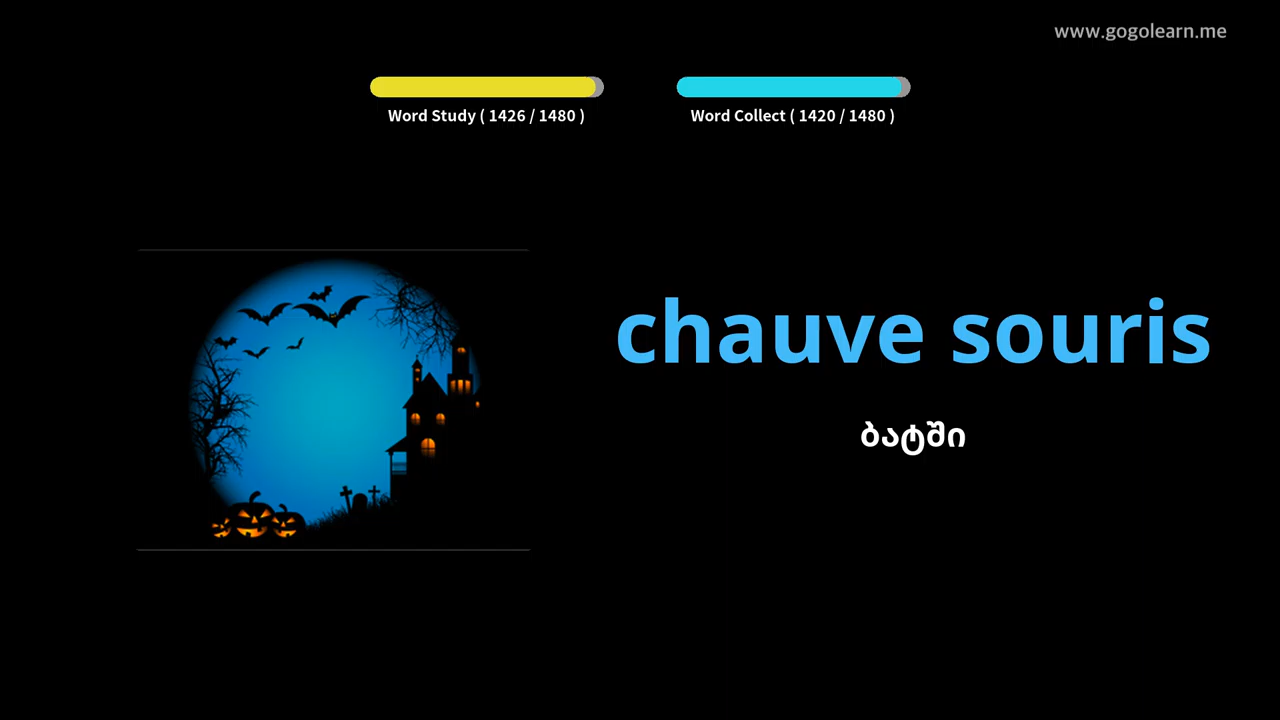 www.gogolearn.me
Word Study ( 1426 / 1480 )
Word Collect ( 1420 / 1480 )
chauve souris
ბატში